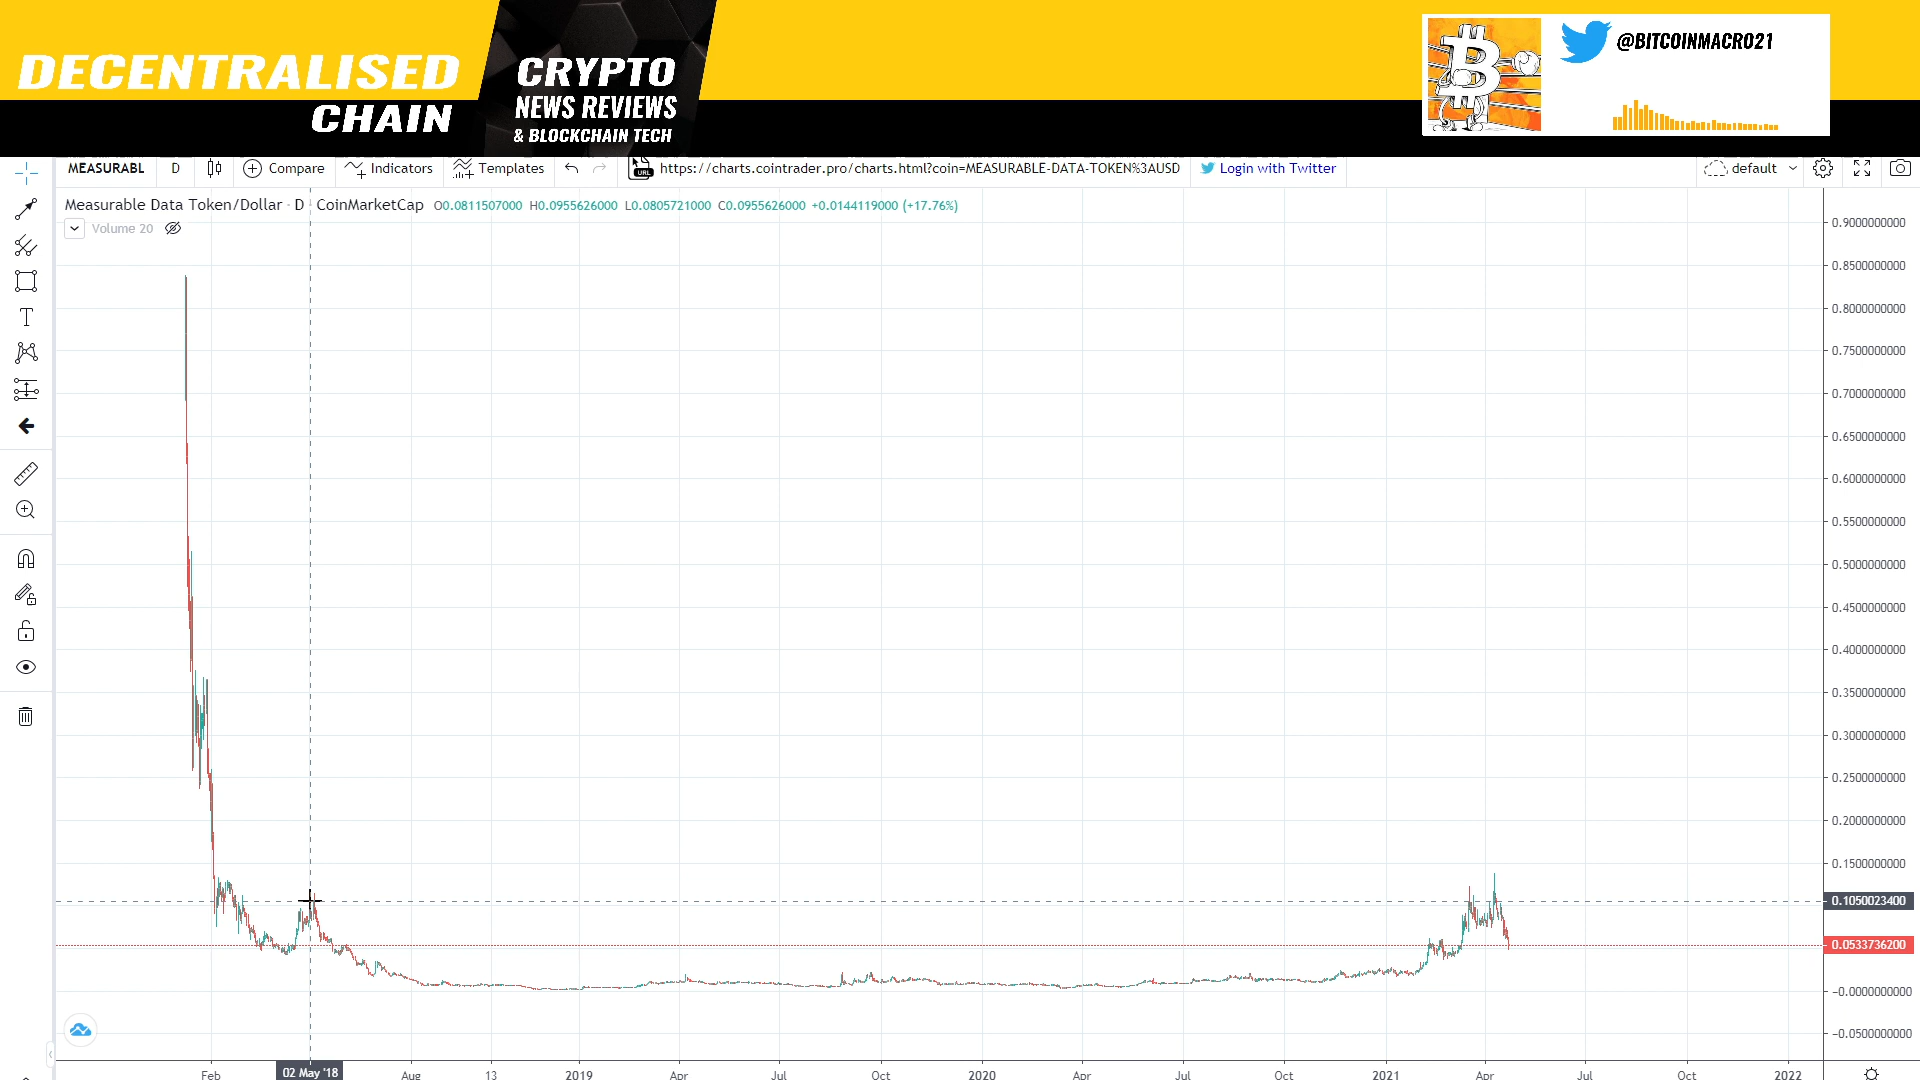 DECENTRALISED
CHAIN
CRYPTO
NEWS REVIEWS
& BLOCKCHAIN TECH
@BITCOINMACRO21
MEASURABL D Compare Indicators Templates URL https://charts.cointrader.pro/charts.html?coin=MEASURABLE-DATA-TOKEN%3AUSD Login with Twitter default
Measurable Data Token/Dollar · D · CoinMarketCap O0.0811507000 H0.0955626000 L0.0805721000 C0.0955626000 +0.0144119000 (+17.76%)
Volume 20
0.9000000000
0.8500000000
0.8000000000
0.7500000000
0.7000000000
0.6500000000
0.6000000000
0.5500000000
0.5000000000
0.4500000000
0.4000000000
0.3500000000
0.3000000000
0.2500000000
0.2000000000
0.1500000000
0.1050023400
0.0533736200
-0.0000000000
-0.0500000000
Feb 02 May '18 Aug 13 2019 Apr Jul Oct 2020 Apr Jul Oct 2021 Apr Jul Oct 2022